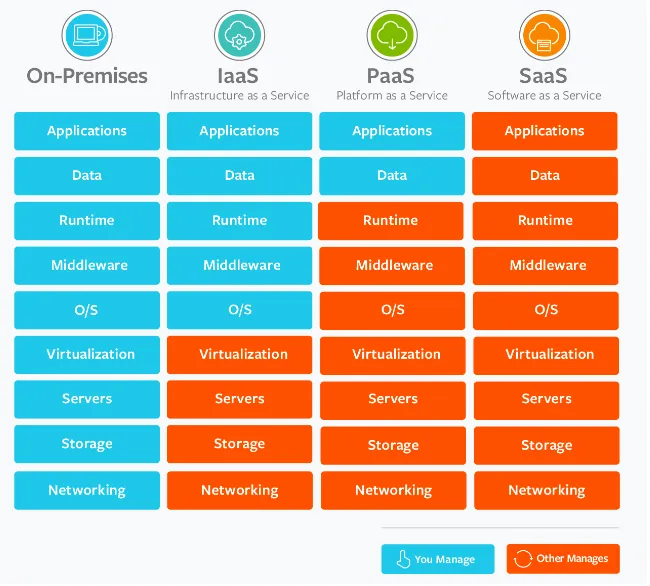 On-Premises
IaaS
Infrastructure as a Service
PaaS
Platform as a Service
SaaS
Software as a Service
Applications
Applications
Applications
Applications
Data
Data
Data
Data
Runtime
Runtime
Runtime
Runtime
Middleware
Middleware
Middleware
Middleware
O/S
O/S
O/S
O/S
Virtualization
Virtualization
Virtualization
Virtualization
Servers
Servers
Servers
Servers
Storage
Storage
Storage
Storage
Networking
Networking
Networking
Networking
You Manage
Other Manages